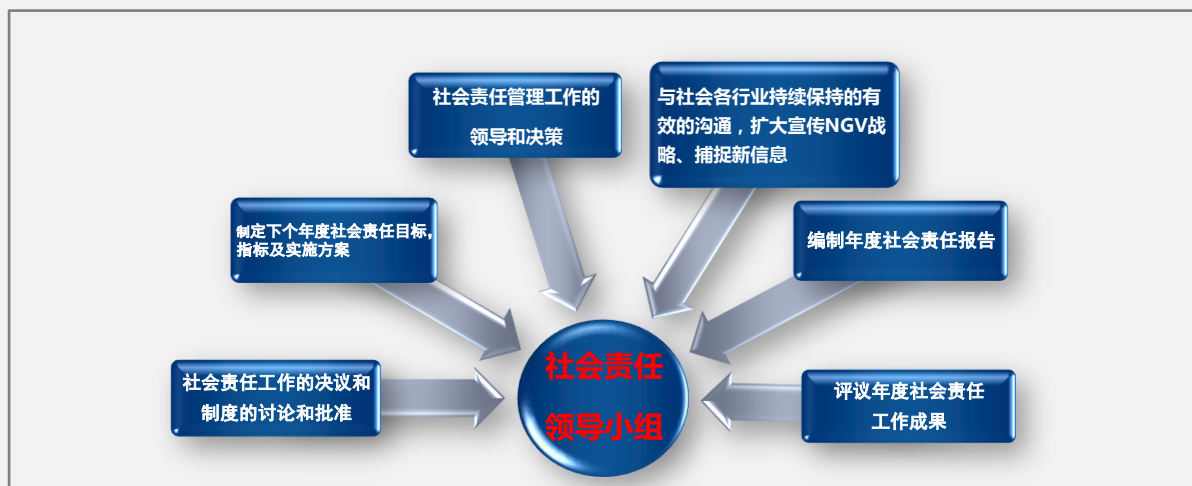 社会责任管理工作的
领导和决策
与社会各行业持续保持的有
效的沟通，扩大宣传NGV战
略、捕捉新信息
制定下个年度社会责任目标，
指标及实施方案
编制年度社会责任报告
社会责任工作的决议和
制度的讨论和批准
社会责任
领导小组
评议年度社会责任
工作成果